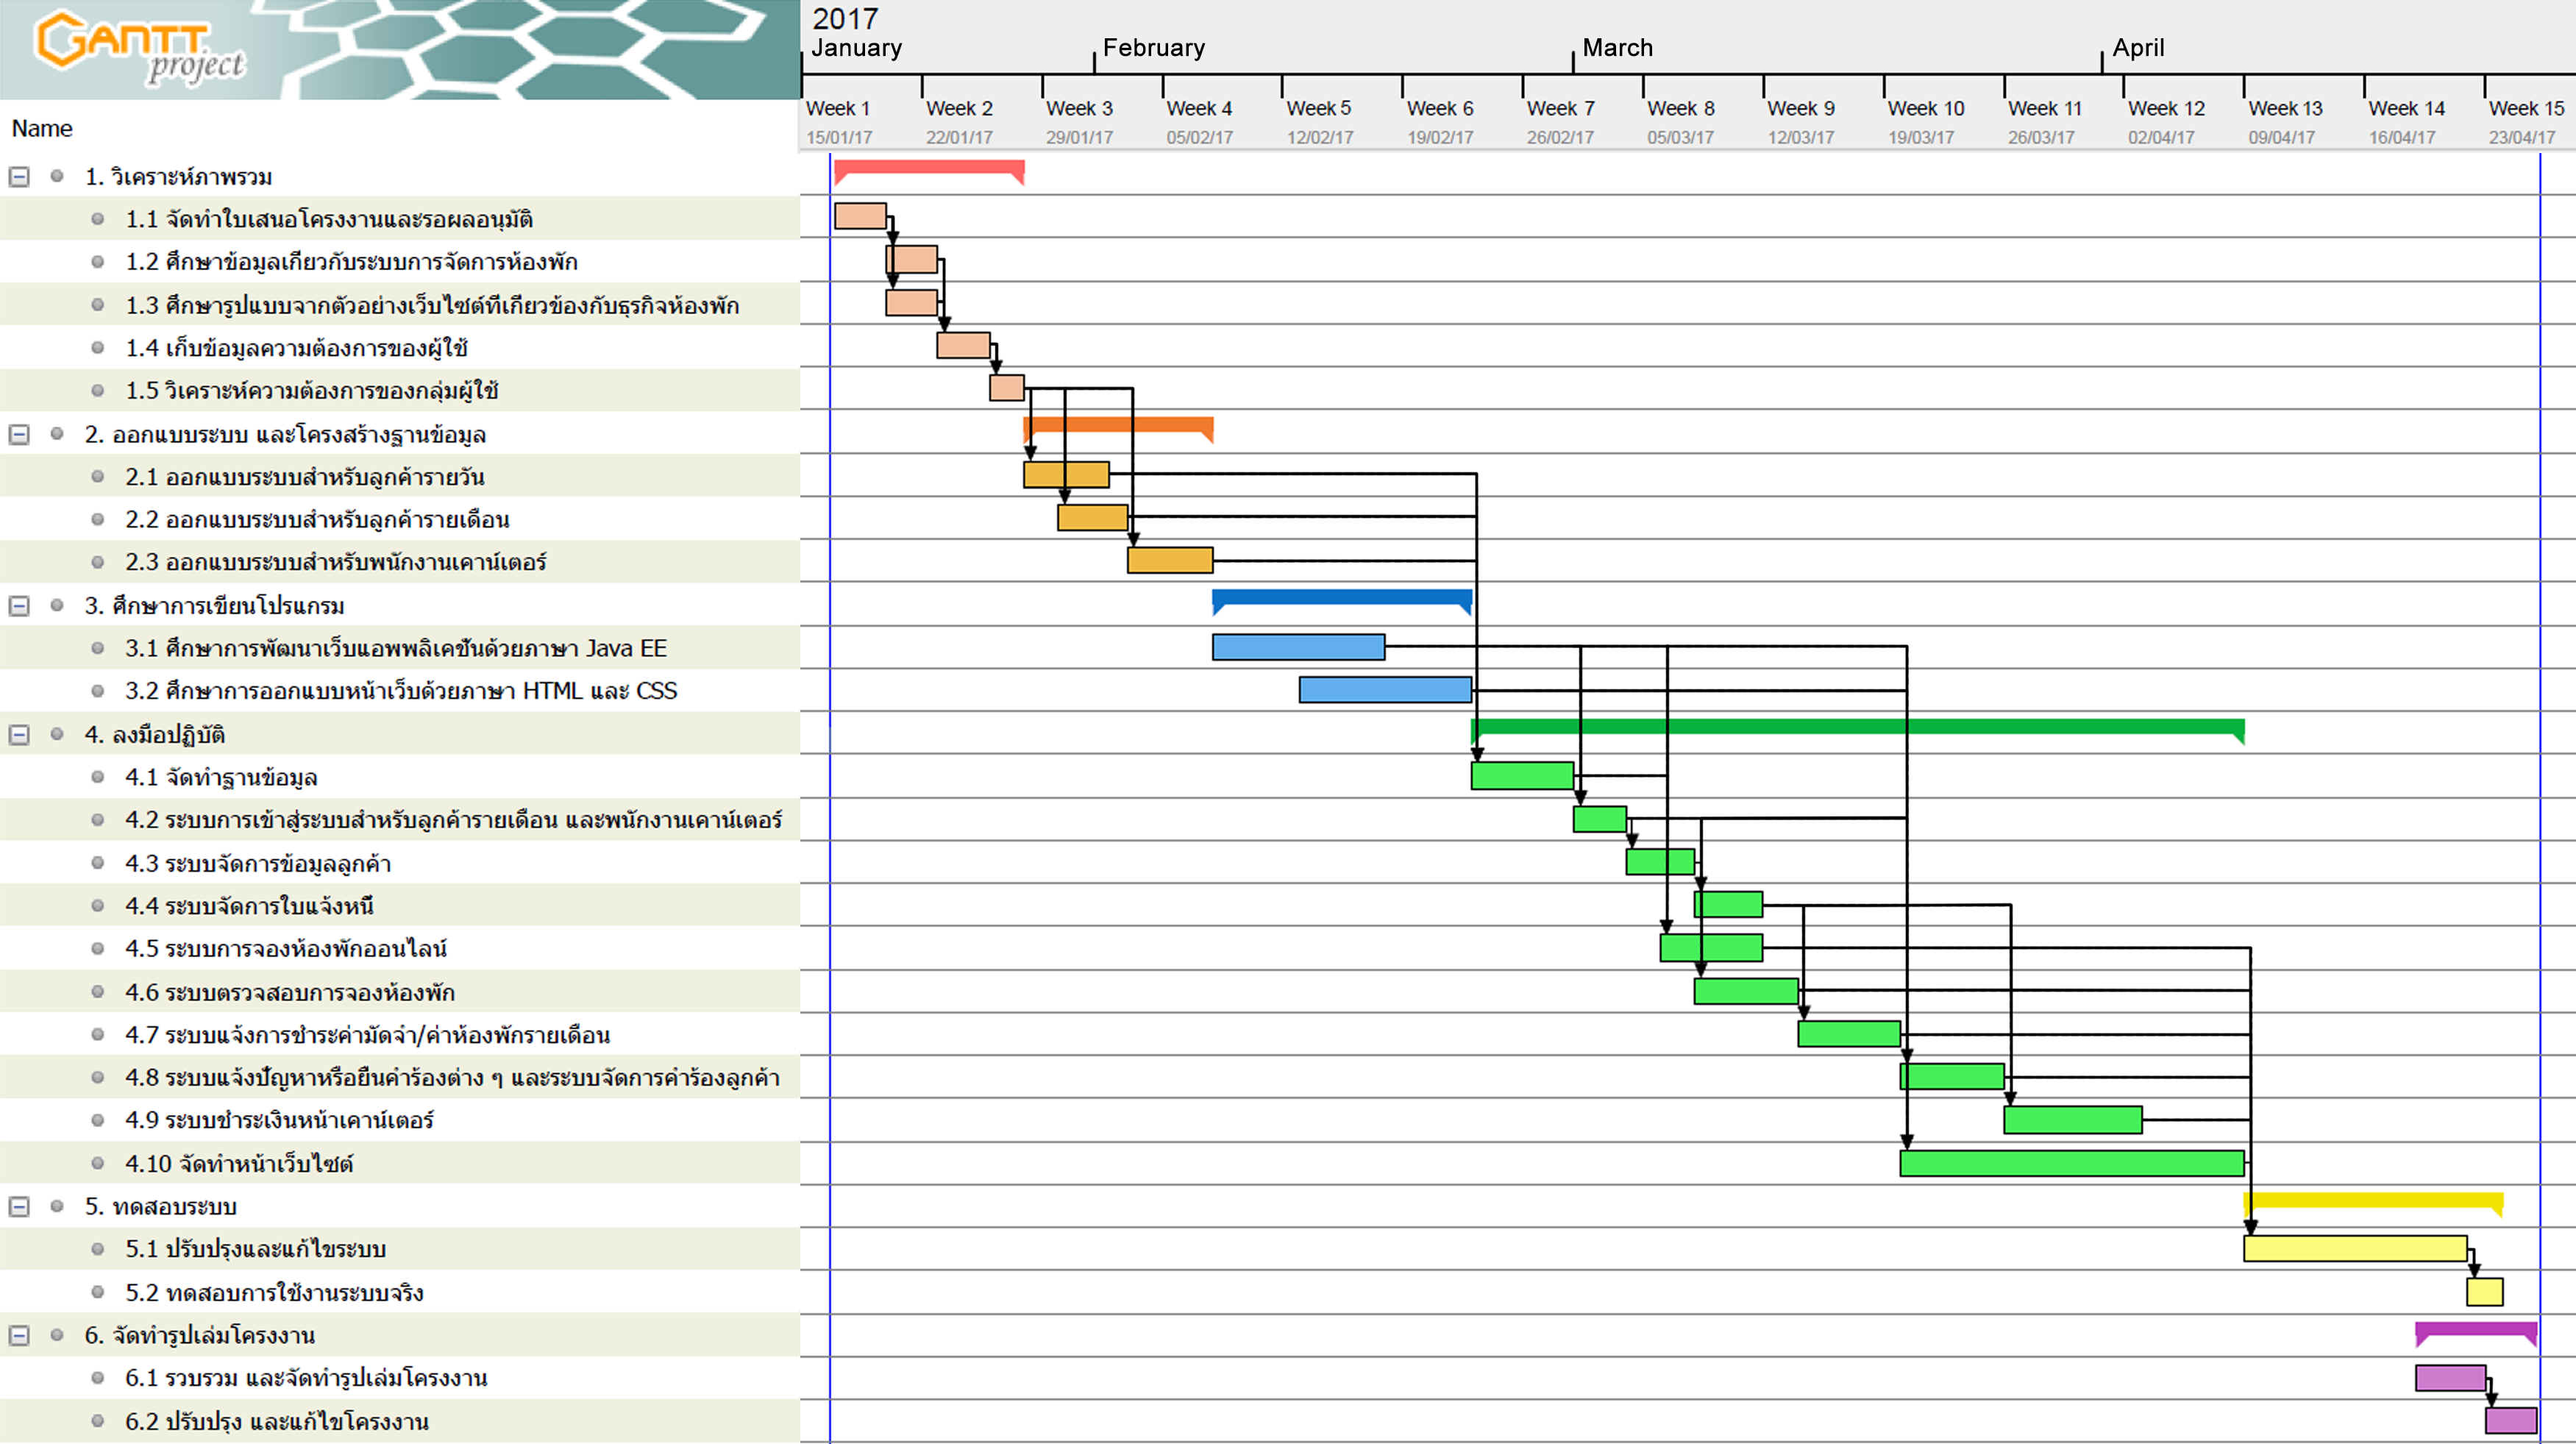 GANTT
project
2017
January February March April
Week 1 Week 2 Week 3 Week 4 Week 5 Week 6 Week 7 Week 8 Week 9 Week 10 Week 11 Week 12 Week 13 Week 14 Week 15
15/01/17 22/01/17 29/01/17 05/02/17 12/02/17 19/02/17 26/02/17 05/03/17 12/03/17 19/03/17 26/03/17 02/04/17 09/04/17 16/04/17 23/04/17
Name
1. วิเคราะห์ภาพรวม
1.1 จัดทำใบเสนอโครงงานและรอผลอนุมัติ
1.2 ศึกษาข้อมูลเกี่ยวกับระบบการจัดการห้องพัก
1.3 ศึกษารูปแบบจากตัวอย่างเว็บไซต์ที่เกี่ยวข้องกับธุรกิจห้องพัก
1.4 เก็บข้อมูลความต้องการของผู้ใช้
1.5 วิเคราะห์ความต้องการของกลุ่มผู้ใช้
2. ออกแบบระบบ และโครงสร้างฐานข้อมูล
2.1 ออกแบบระบบสำหรับลูกค้ารายวัน
2.2 ออกแบบระบบสำหรับลูกค้ารายเดือน
2.3 ออกแบบระบบสำหรับพนักงานเคาน์เตอร์
3. ศึกษาการเขียนโปรแกรม
3.1 ศึกษาการพัฒนาเว็บแอพพลิเคชั่นด้วยภาษา Java EE
3.2 ศึกษาการออกแบบหน้าเว็บด้วยภาษา HTML และ CSS
4. ลงมือปฏิบัติ
4.1 จัดทำฐานข้อมูล
4.2 ระบบการเข้าสู่ระบบสำหรับลูกค้ารายเดือน และพนักงานเคาน์เตอร์
4.3 ระบบจัดการข้อมูลลูกค้า
4.4 ระบบจัดการใบแจ้งหนี้
4.5 ระบบการจองห้องพักออนไลน์
4.6 ระบบตรวจสอบการจองห้องพัก
4.7 ระบบแจ้งการชำระค่ามัดจำ/ค่าห้องพักรายเดือน
4.8 ระบบแจ้งปัญหาหรือยื่นคำร้องต่าง ๆ และระบบจัดการคำร้องลูกค้า
4.9 ระบบชำระเงินหน้าเคาน์เตอร์
4.10 จัดทำหน้าเว็บไซต์
5. ทดสอบระบบ
5.1 ปรับปรุงและแก้ไขระบบ
5.2 ทดสอบการใช้งานระบบจริง
6. จัดทำรูปเล่มโครงงาน
6.1 รวบรวม และจัดทำรูปเล่มโครงงาน
6.2 ปรับปรุง และแก้ไขโครงงาน